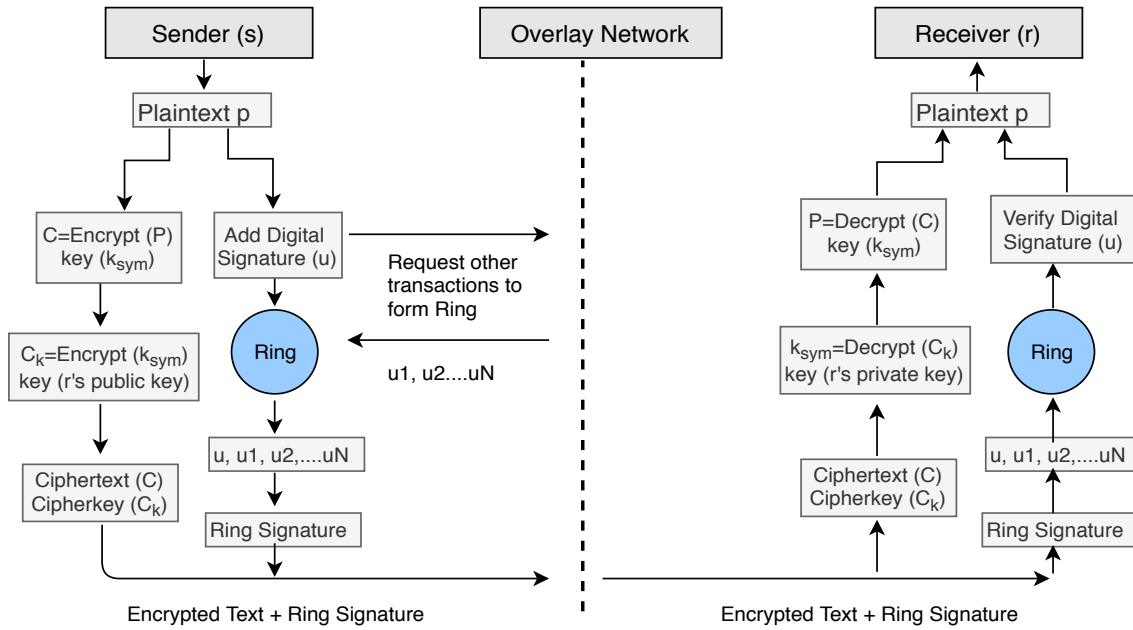 Sender (s)
Overlay Network
Receiver (r)
Plaintext p
C=Encrypt (P)
key (ksym)
Add Digital
Signature (u)
Request other
transactions to
form Ring
Ring
u1, u2....uN
Ck=Encrypt (ksym)
key (r's public key)
u, u1, u2,....uN
Ciphertext (C)
Cipherkey (Ck)
Ring Signature
Encrypted Text + Ring Signature
Plaintext p
P=Decrypt (C)
key (ksym)
Verify Digital
Signature (u)
ksym=Decrypt (Ck)
key (r's private key)
Ring
Ciphertext (C)
Cipherkey (Ck)
u, u1, u2,....uN
Ring Signature
Encrypted Text + Ring Signature